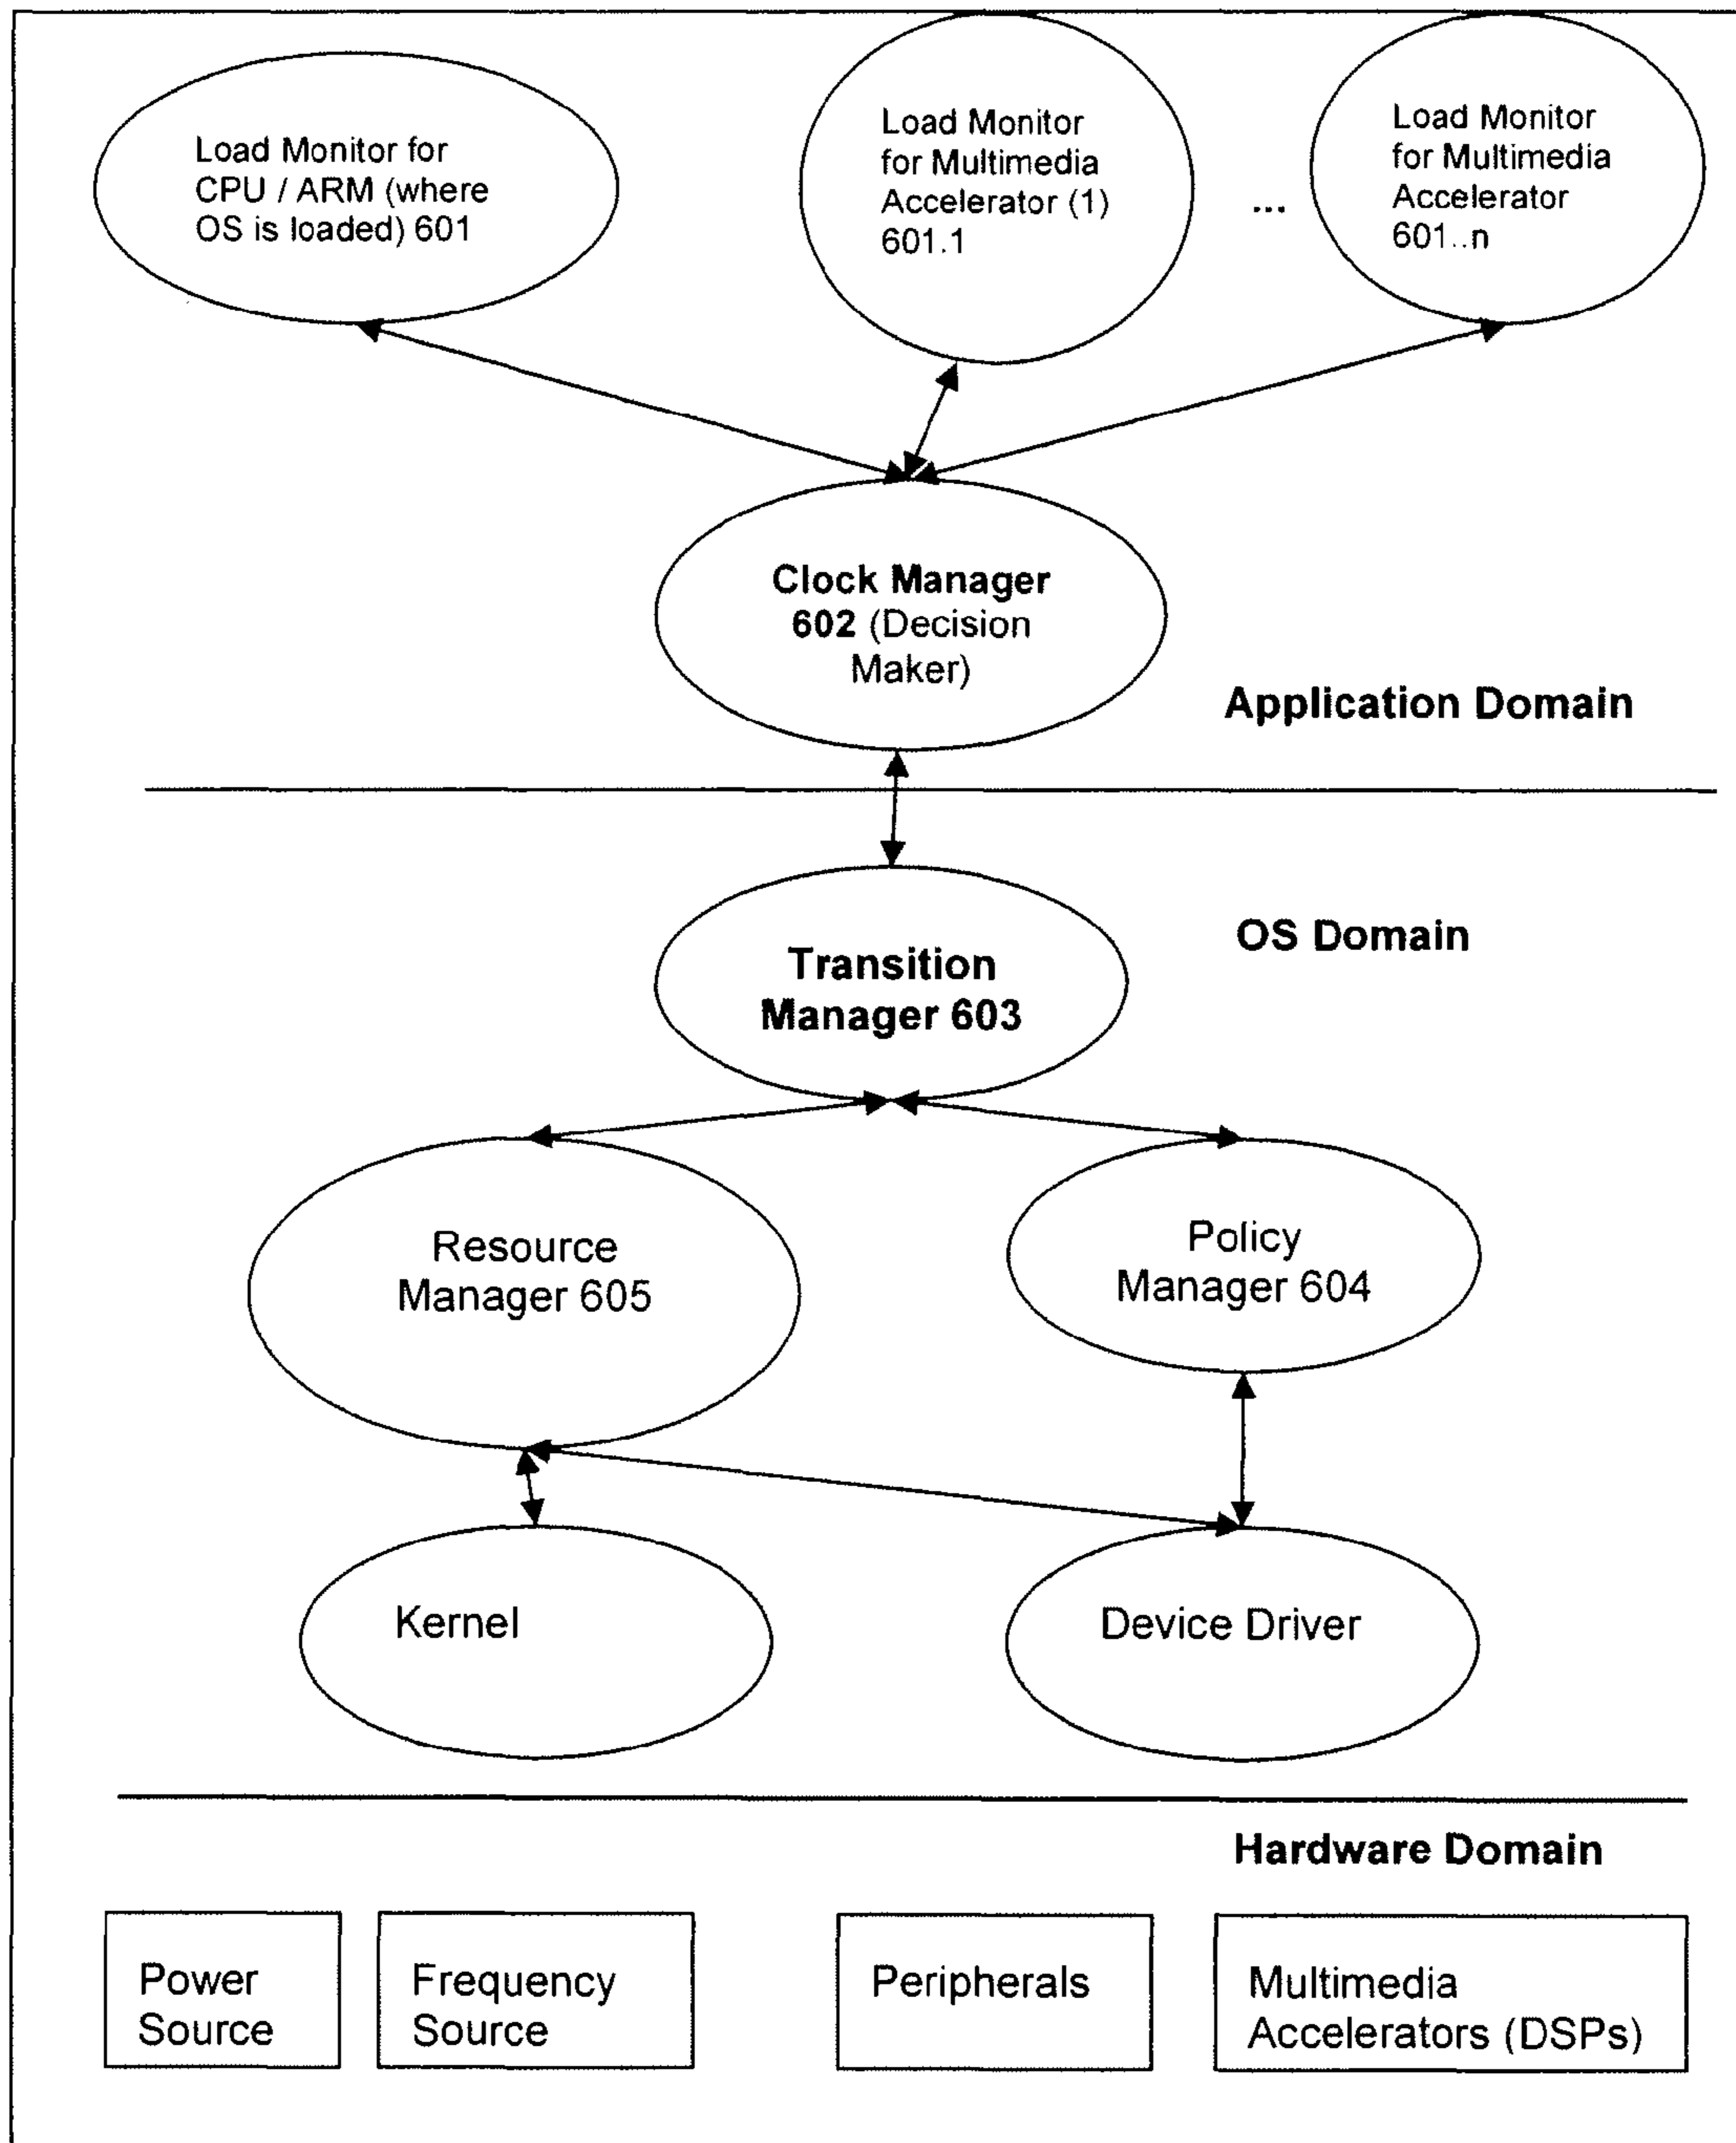 Load Monitor for
CPU / ARM (where
OS is loaded) 601
Load Monitor
for Multimedia
Accelerator (1)
601.1
...
Load Monitor
for Multimedia
Accelerator
601..n
Clock Manager
602 (Decision
Maker)
Application Domain
OS Domain
Transition
Manager 603
Resource
Manager 605
Policy
Manager 604
Kernel
Device Driver
Hardware Domain
Power
Source
Frequency
Source
Peripherals
Multimedia
Accelerators (DSPs)